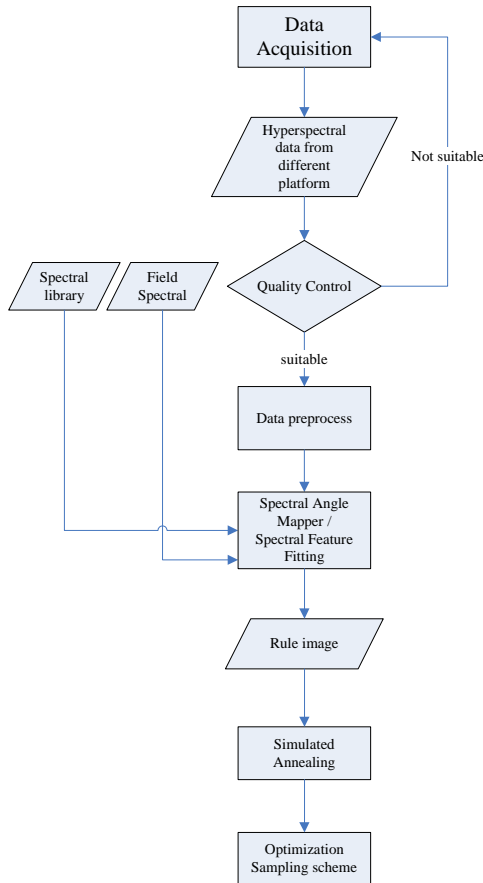 Data
Acquisition
Hyperspectral
data from
different
platform
Not suitable
Spectral
library
Field
Spectral
Quality Control
suitable
Data preprocess
Spectral Angle
Mapper /
Spectral Feature
Fitting
Rule image
Simulated
Annealing
Optimization
Sampling scheme